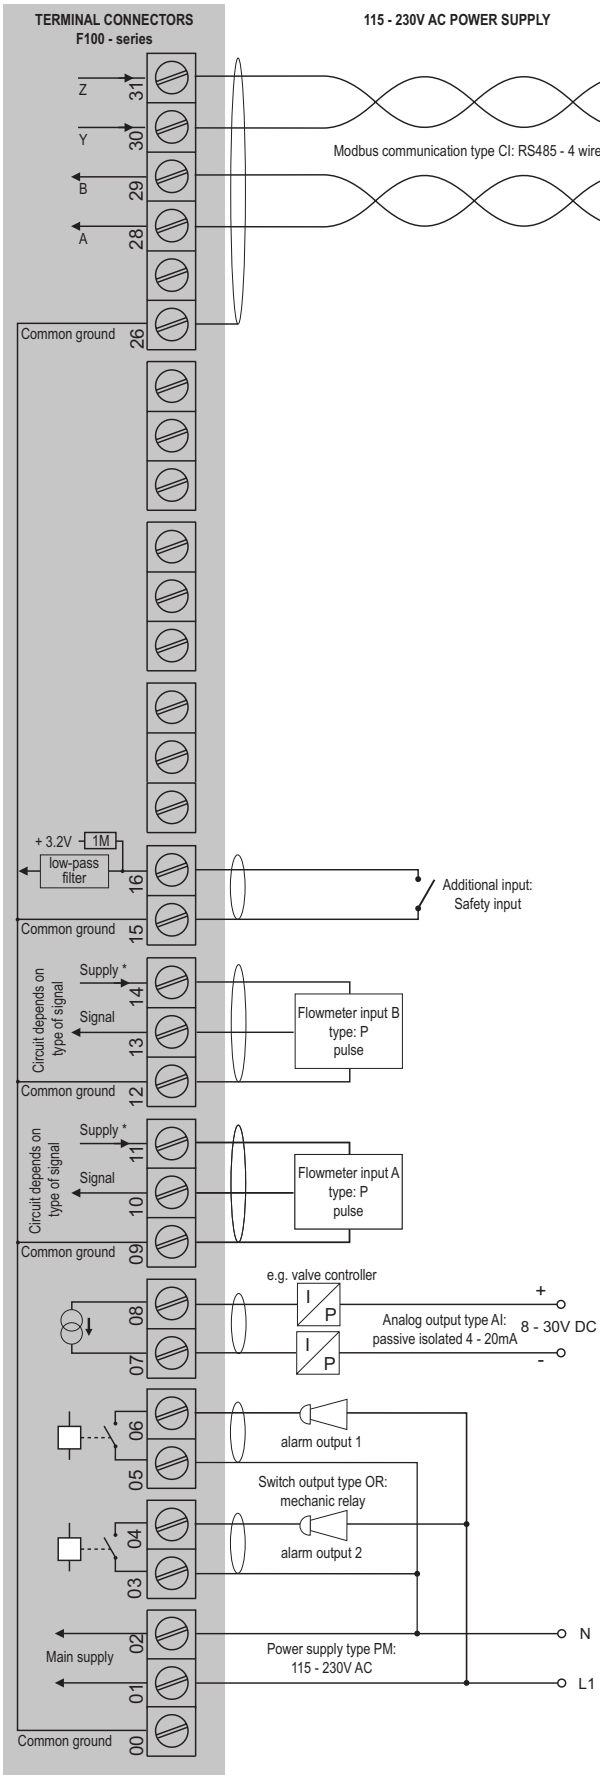 TERMINAL CONNECTORS
F100 - series
115 - 230V AC POWER SUPPLY
Z
31
Y
30
Modbus communication type CI: RS485 - 4 wire
B
29
A
28
Common ground
26
+ 3.2V
1M
low-pass
filter
16
Additional input:
Safety input
Common ground
15
Circuit depends on
type of signal
Supply *
14
Signal
13
Flowmeter input B
type: P
pulse
Common ground
12
Circuit depends on
type of signal
Supply *
11
Signal
10
Flowmeter input A
type: P
pulse
Common ground
09
e.g. valve controller
08
I
P
+
Analog output type AI:
passive isolated 4 - 20mA
8 - 30V DC
07
I
P
-
06
alarm output 1
05
Switch output type OR:
mechanic relay
04
alarm output 2
03
02
N
Main supply
Power supply type PM:
115 - 230V AC
01
L1
Common ground
00